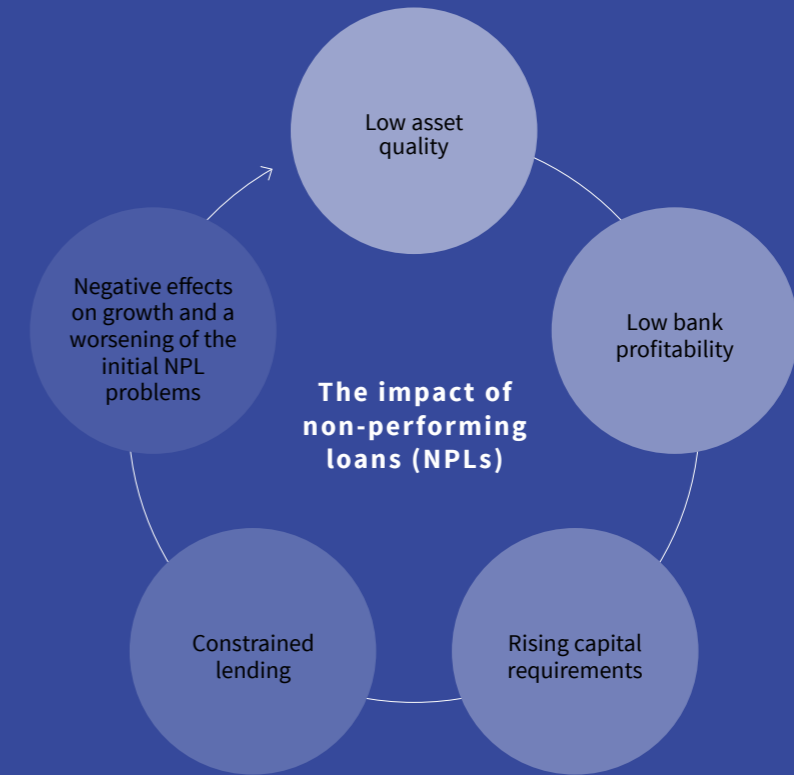 Low asset
quality
Low bank
profitability
Rising capital
requirements
Constrained
lending
Negative effects
on growth and a
worsening of the
initial NPL
problems
The impact of
non-performing
loans (NPLs)